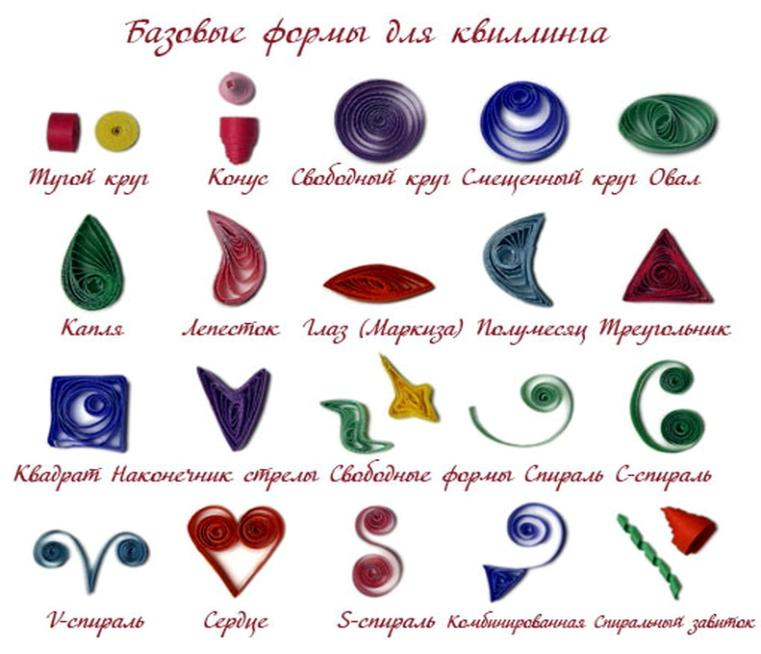 Базовые формы для квиллинга
Тугой круг Конус Свободный круг Смещенный круг Овал
Капля Лепесток Глаз (Маркиза) Полумесяц Треугольник
Квадрат Наконечник стрелы Свободные формы Спираль С-спираль
V-спираль Сердце S-спираль Комбинированная Спиральный завиток